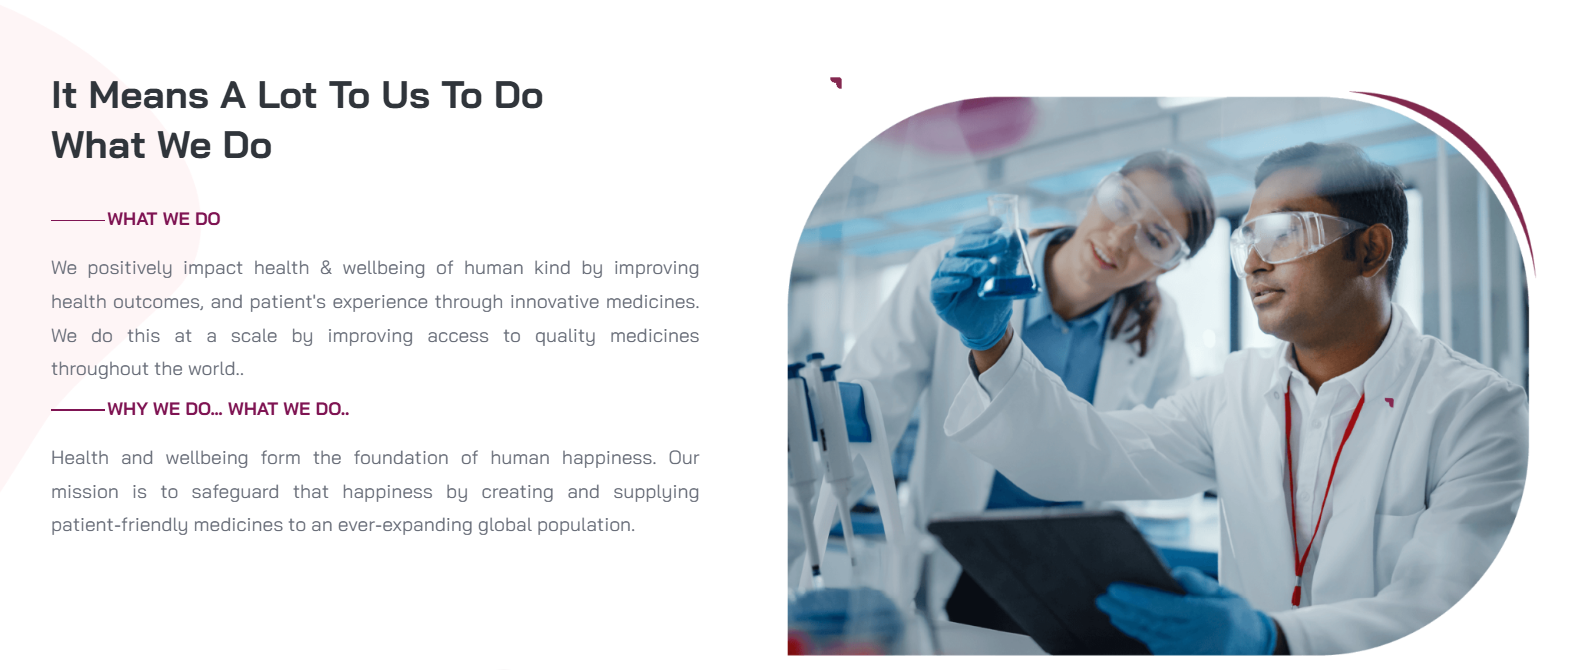 It Means A Lot To Us To Do
What We Do
WHAT WE DO
We positively impact health & wellbeing of human kind by improving
health outcomes, and patient's experience through innovative medicines.
We do this at a scale by improving access to quality medicines
throughout the world..
WHY WE DO... WHAT WE DO..
Health and wellbeing form the foundation of human happiness. Our
mission is to safeguard that happiness by creating and supplying
patient-friendly medicines to an ever-expanding global population.